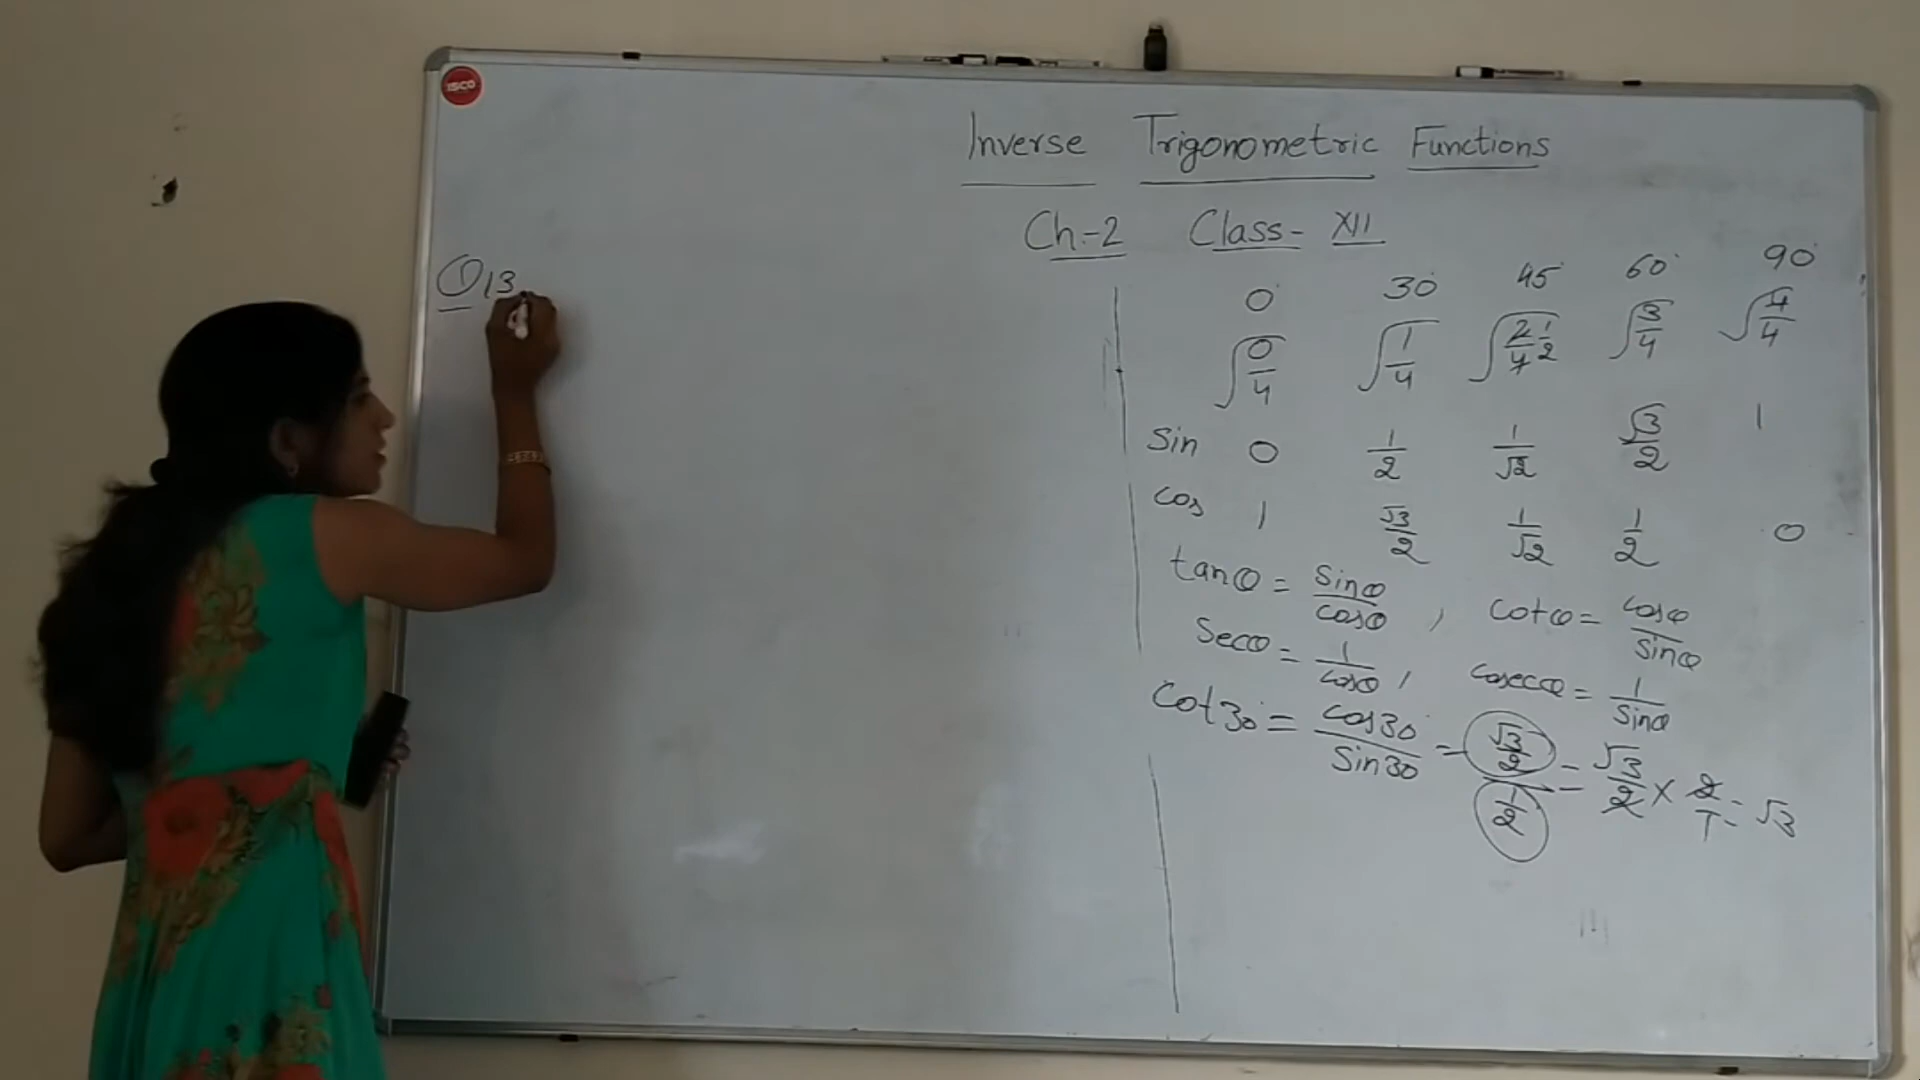 ISCO
Inverse Trigonometric Functions
Ch-2 Class- XII
Q13
0° 30° 45° 60° 90°
√0/4 √1/4 √2/4 1/2 √3/4 √4/4
Sin 0 1/2 1/√2 √3/2 1
Cos 1 √3/2 1/√2 1/2 0
tanθ = Sinθ/Cosθ , Cotθ = Cosθ/Sinθ
Secθ = 1/Cosθ , Cosecθ = 1/Sinθ
Cot30° = Cos30°/Sin30 = (√3/2)/(1/2) = √3/2 × 2/1 = √3